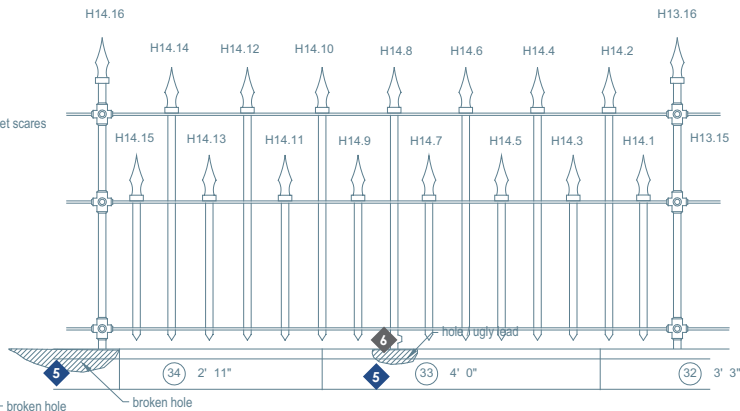 H14.16
H13.16
H14.14
H14.12
H14.10
H14.8
H14.6
H14.4
H14.2
et scares
H14.15
H14.13
H14.11
H14.9
H14.7
H14.5
H14.3
H14.1
H13.15
6
hole / ugly lead
5
34 2' 11"
5
33 4' 0"
32 3' 3"
broken hole
broken hole